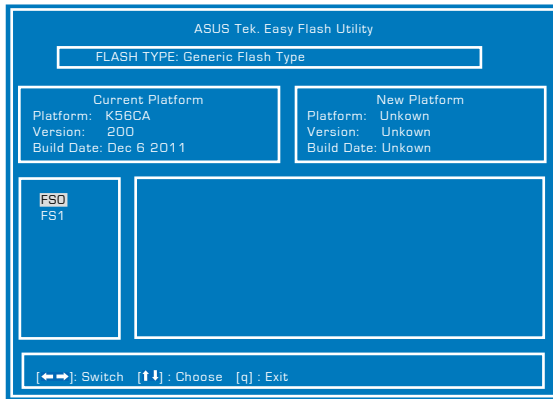 ASUS Tek. Easy Flash Utility
FLASH TYPE: Generic Flash Type
Current Platform
Platform: K56CA
Version: 200
Build Date: Dec 6 2011
New Platform
Platform: Unkown
Version: Unkown
Build Date: Unkown
FS0
FS1
[←→]: Switch [↑↓] : Choose [q] : Exit